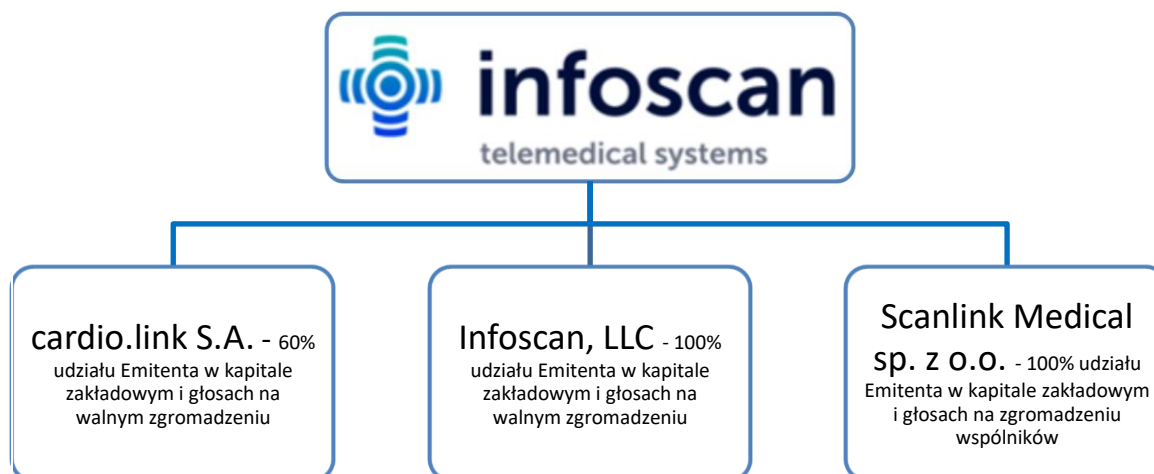 infoscan
telemedical systems
cardio.link S.A. - 60%
udziału Emitenta w kapitale
zakładowym i głosach na
walnym zgromadzeniu
Infoscan, LLC - 100%
udziału Emitenta w kapitale
zakładowym i głosach na
walnym zgromadzeniu
Scanlink Medical
sp. z o.o. - 100% udziału
Emitenta w kapitale zakładowym
i głosach na zgromadzeniu
wspólników